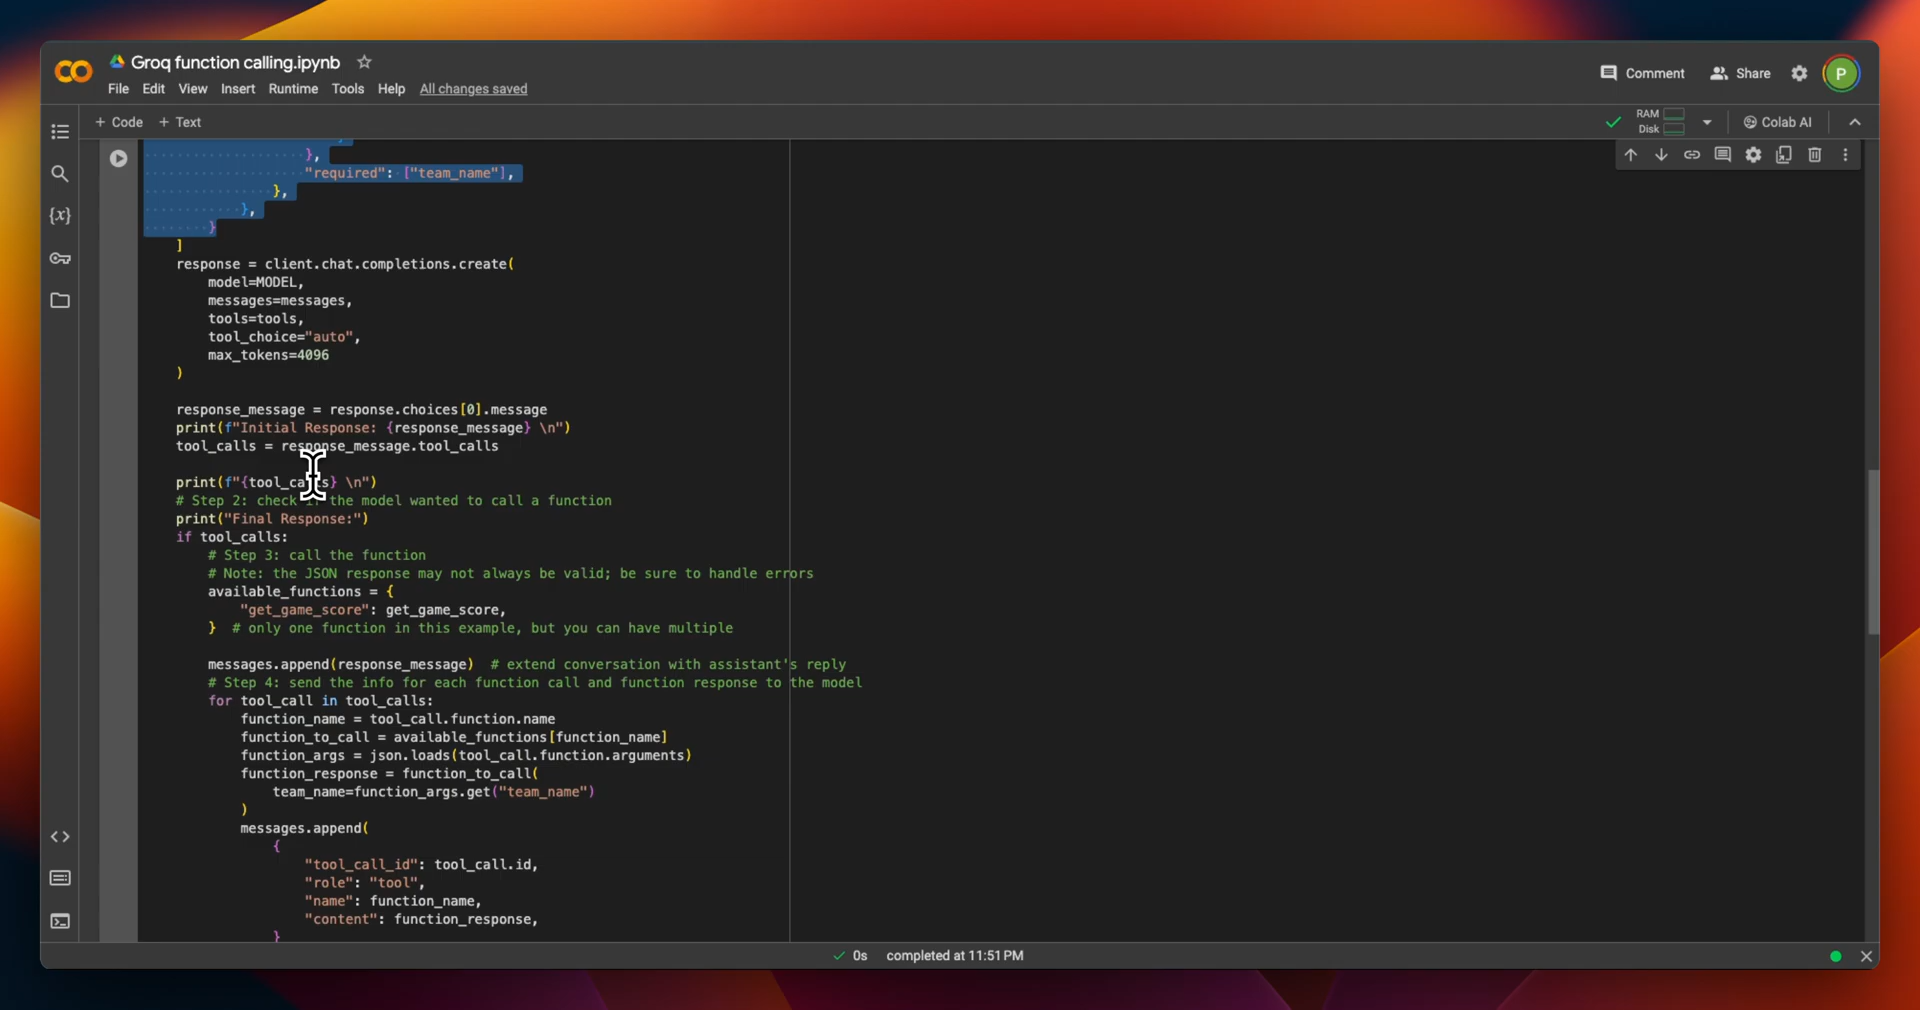 Groq function calling.ipynb
Comment
Share
P
File Edit View Insert Runtime Tools Help All changes saved
+ Code + Text
RAM
Disk
Colab AI
},
"required": ["team_name"],
},
},
}
]
response = client.chat.completions.create(
model=MODEL,
messages=messages,
tools=tools,
tool_choice="auto",
max_tokens=4096
)
response_message = response.choices[0].message
print(f"Initial Response: {response_message} \n")
tool_calls = response_message.tool_calls
print(f"{tool_calls} \n")
# Step 2: check if the model wanted to call a function
print("Final Response:")
if tool_calls:
# Step 3: call the function
# Note: the JSON response may not always be valid; be sure to handle errors
available_functions = {
"get_game_score": get_game_score,
} # only one function in this example, but you can have multiple
messages.append(response_message) # extend conversation with assistant's reply
# Step 4: send the info for each function call and function response to the model
for tool_call in tool_calls:
function_name = tool_call.function.name
function_to_call = available_functions[function_name]
function_args = json.loads(tool_call.function.arguments)
function_response = function_to_call(
team_name=function_args.get("team_name")
)
messages.append(
{
"tool_call_id": tool_call.id,
"role": "tool",
"name": function_name,
"content": function_response,
}
0s completed at 11:51 PM